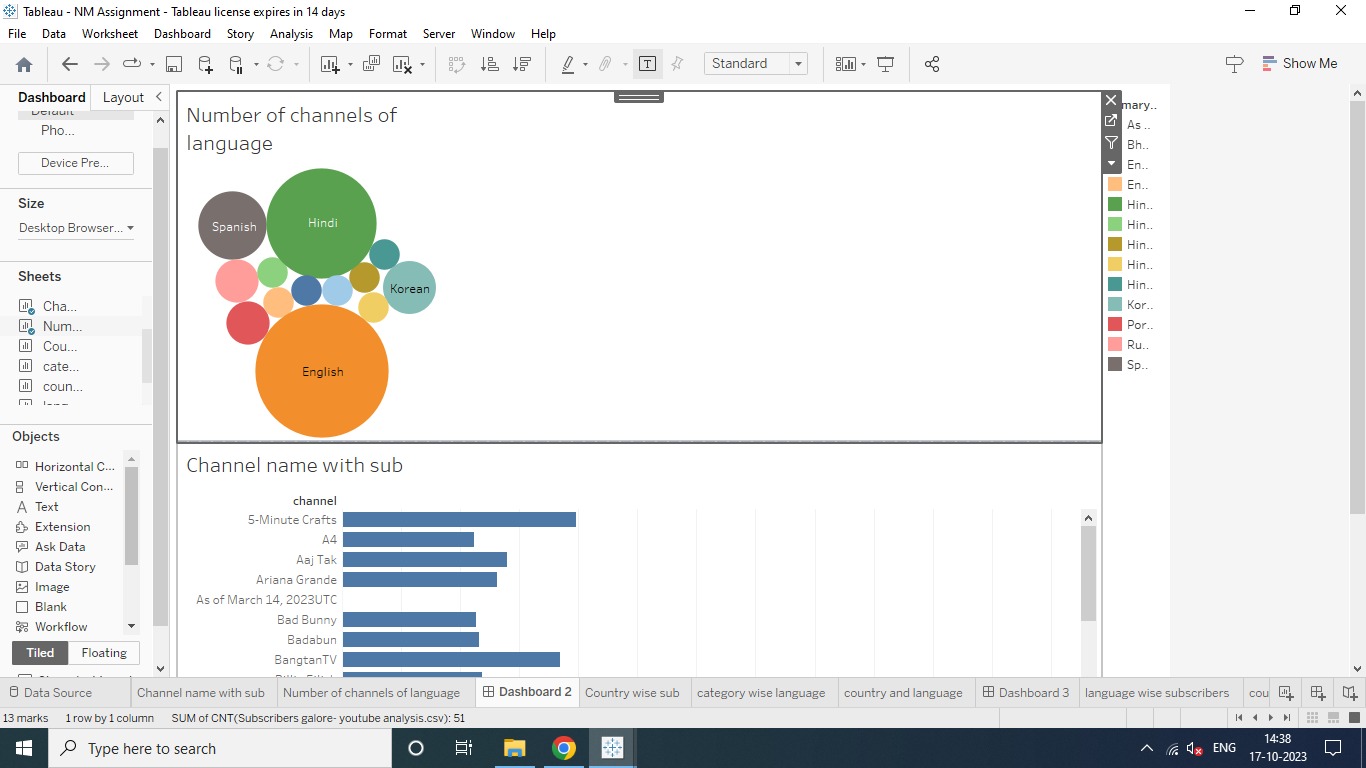 Tableau - NM Assignment - Tableau license expires in 14 days
File Data Worksheet Dashboard Story Analysis Map Format Server Window Help
Standard
Show Me
Dashboard Layout
Default
Pho...
Device Pre...
Size
Desktop Browser...
Sheets
Cha...
Num...
Cou...
cate...
coun...
Objects
Horizontal C...
Vertical Con...
Text
Extension
Ask Data
Data Story
Image
Blank
Workflow
Tiled Floating
Number of channels of
language
Spanish
Hindi
Korean
English
mary..
As ..
Bh..
En..
En..
Hin..
Hin..
Hin..
Hin..
Hin..
Kor..
Por..
Ru..
Sp..
Channel name with sub
channel
5-Minute Crafts
A4
Aaj Tak
Ariana Grande
As of March 14, 2023UTC
Bad Bunny
Badabun
BangtanTV
Data Source Channel name with sub Number of channels of language Dashboard 2 Country wise sub category wise language country and language Dashboard 3 language wise subscribers cou
13 marks 1 row by 1 column SUM of CNT(Subscribers galore- youtube analysis.csv): 51
Type here to search
ENG
14:38
17-10-2023